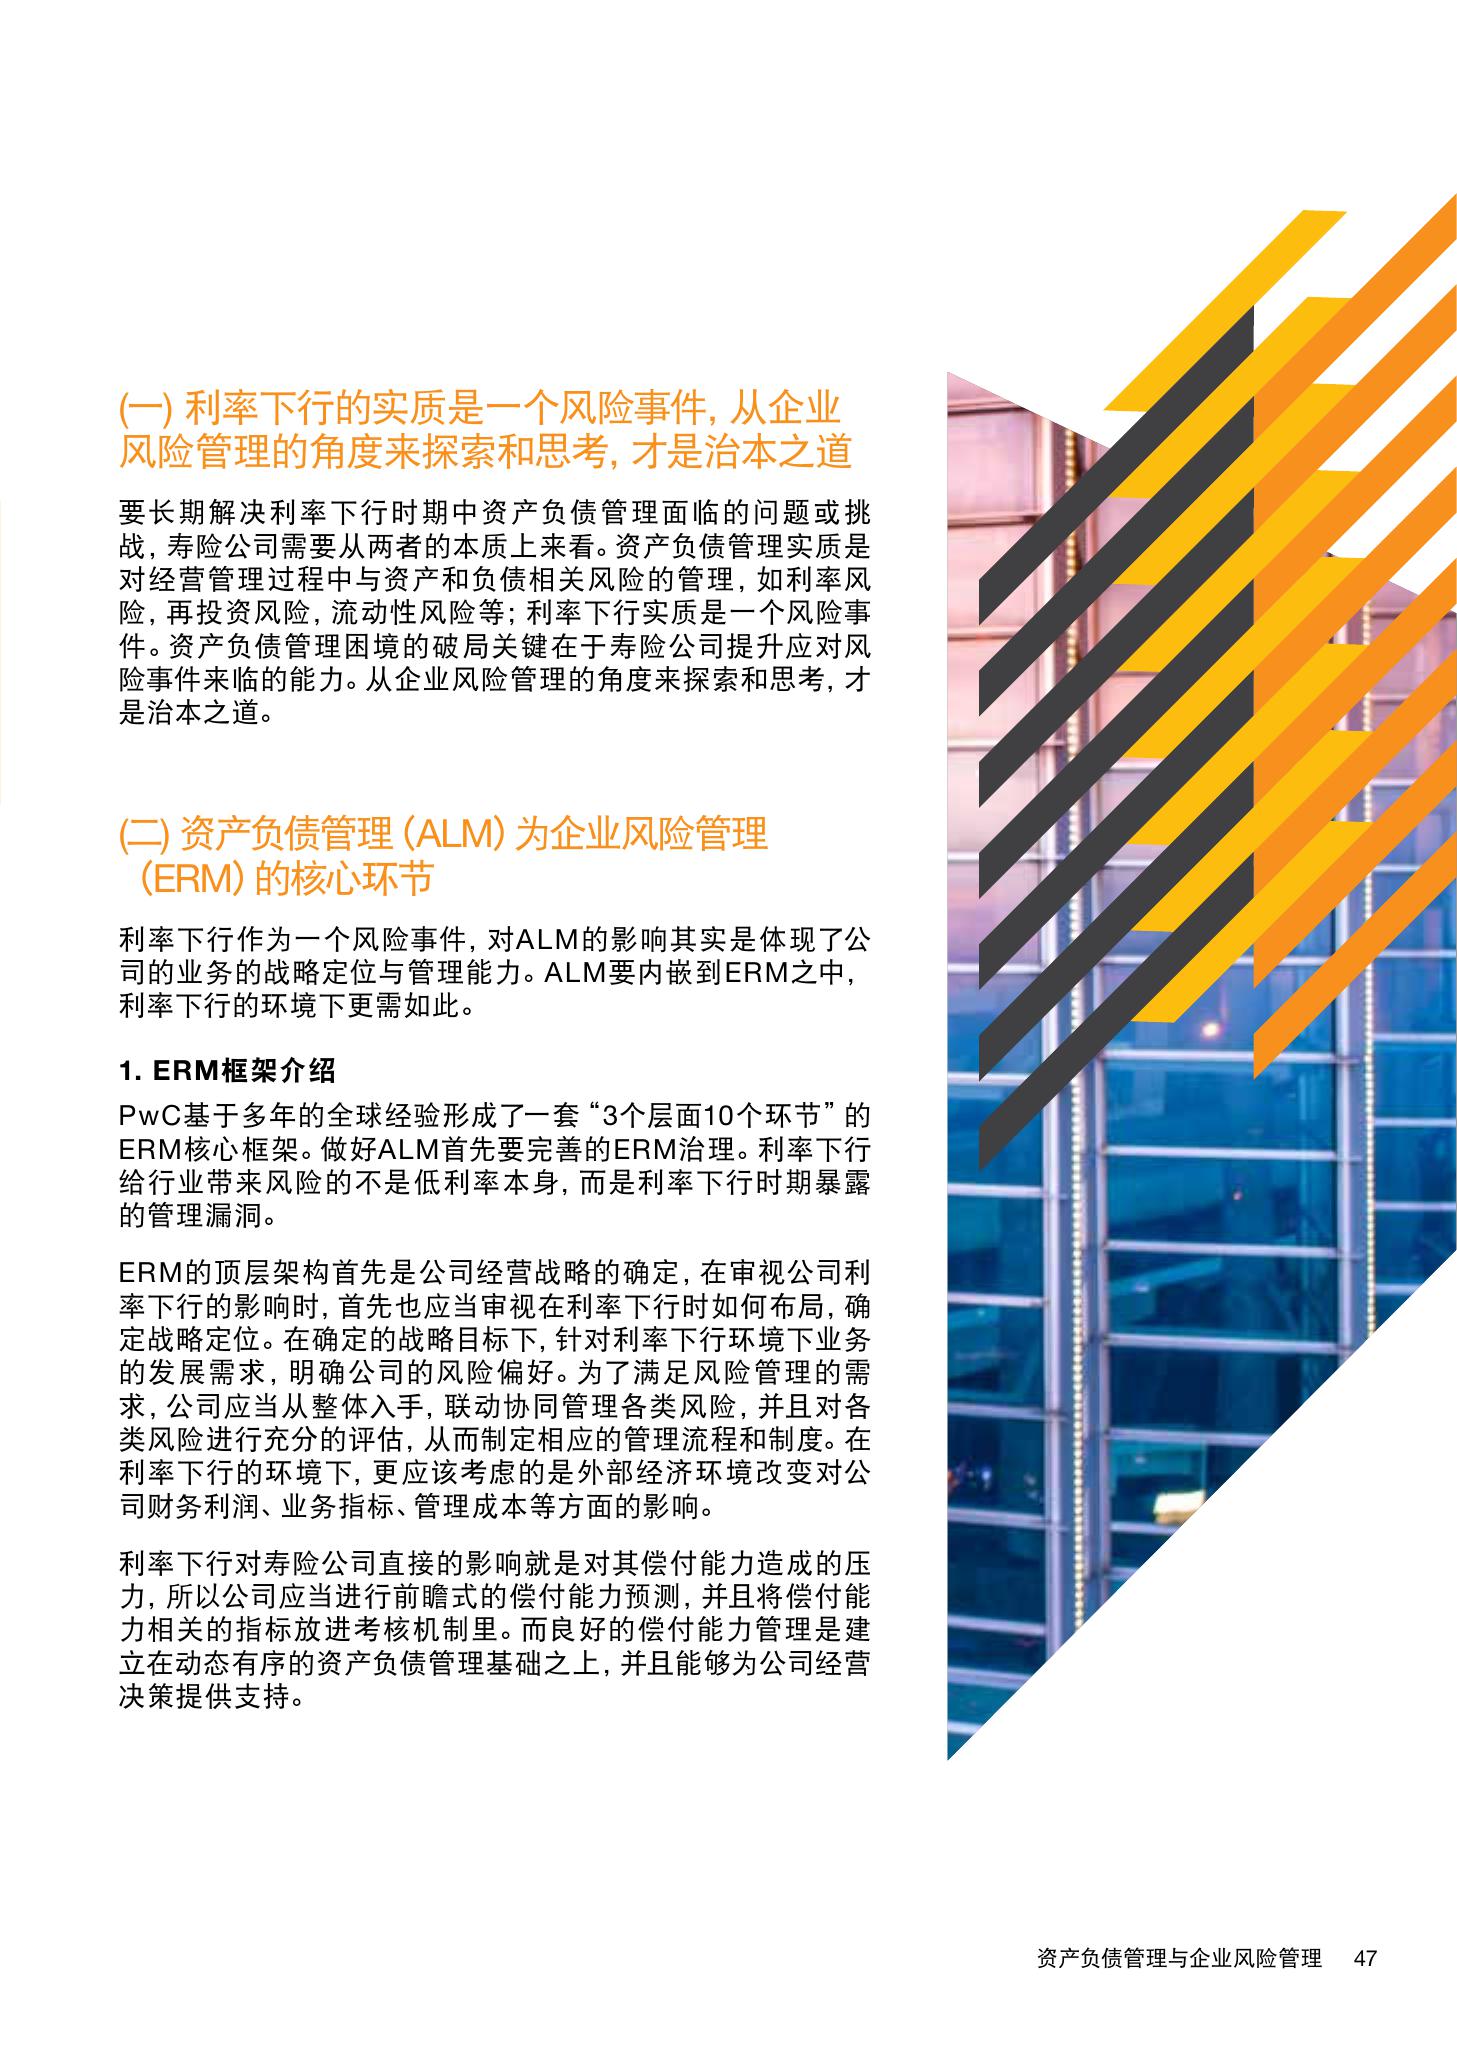 (一) 利率下行的实质是一个风险事件, 从企业
风险管理的角度来探索和思考, 才是治本之道
要长期解决利率下行时期中资产负债管理面临的问题或挑
战, 寿险公司需要从两者的本质上来看。资产负债管理实质是
对经营管理过程中与资产和负债相关风险的管理, 如利率风
险, 再投资风险, 流动性风险等; 利率下行实质是一个风险事
件。资产负债管理困境的破局关键在于寿险公司提升应对风
险事件来临的能力。从企业风险管理的角度来探索和思考, 才
是治本之道。
(二) 资产负债管理（ALM）为企业风险管理
（ERM）的核心环节
利率下行作为一个风险事件, 对ALM的影响其实是体现了公
司的业务的战略定位与管理能力。ALM要内嵌到ERM之中,
利率下行的环境下更需如此。
1. ERM框架介绍
PwC基于多年的全球经验形成了一套“3个层面10个环节”的
ERM核心框架。做好ALM首先要完善的ERM治理。利率下行
给行业带来风险的不是低利率本身, 而是利率下行时期暴露
的管理漏洞。
ERM的顶层架构首先是公司经营战略的确定, 在审视公司利
率下行的影响时, 首先也应当审视在利率下行时如何布局, 确
定战略定位。在确定的战略目标下, 针对利率下行环境下业务
的发展需求, 明确公司的风险偏好。为了满足风险管理的需
求, 公司应当从整体入手, 联动协同管理各类风险, 并且对各
类风险进行充分的评估, 从而制定相应的管理流程和制度。在
利率下行的环境下, 更应该考虑的是外部经济环境改变对公
司财务利润、业务指标、管理成本等方面的影响。
利率下行对寿险公司直接的影响就是对其偿付能力造成的压
力, 所以公司应当进行前瞻式的偿付能力预测, 并且将偿付能
力相关的指标放进考核机制里。而良好的偿付能力管理是建
立在动态有序的资产负债管理基础之上, 并且能够为公司经营
决策提供支持。
资产负债管理与企业风险管理 47